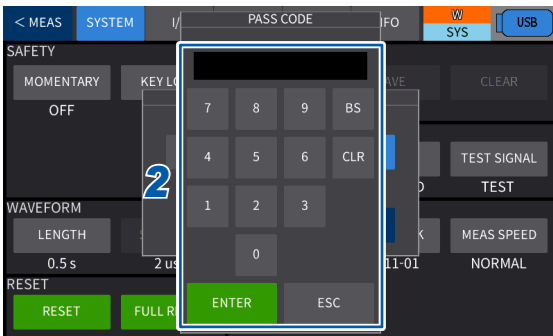 < MEAS SYSTEM I/ PASS CODE FO W SYS USB
SAFETY
MOMENTARY KEY LO AVE CLEAR
OFF
7 8 9 BS
4 5 6 CLR
2
TEST SIGNAL
TEST
1 2 3
WAVEFORM
LENGTH K MEAS SPEED
0.5 s 2 us 11-01 NORMAL
0
RESET
RESET FULL R ENTER ESC